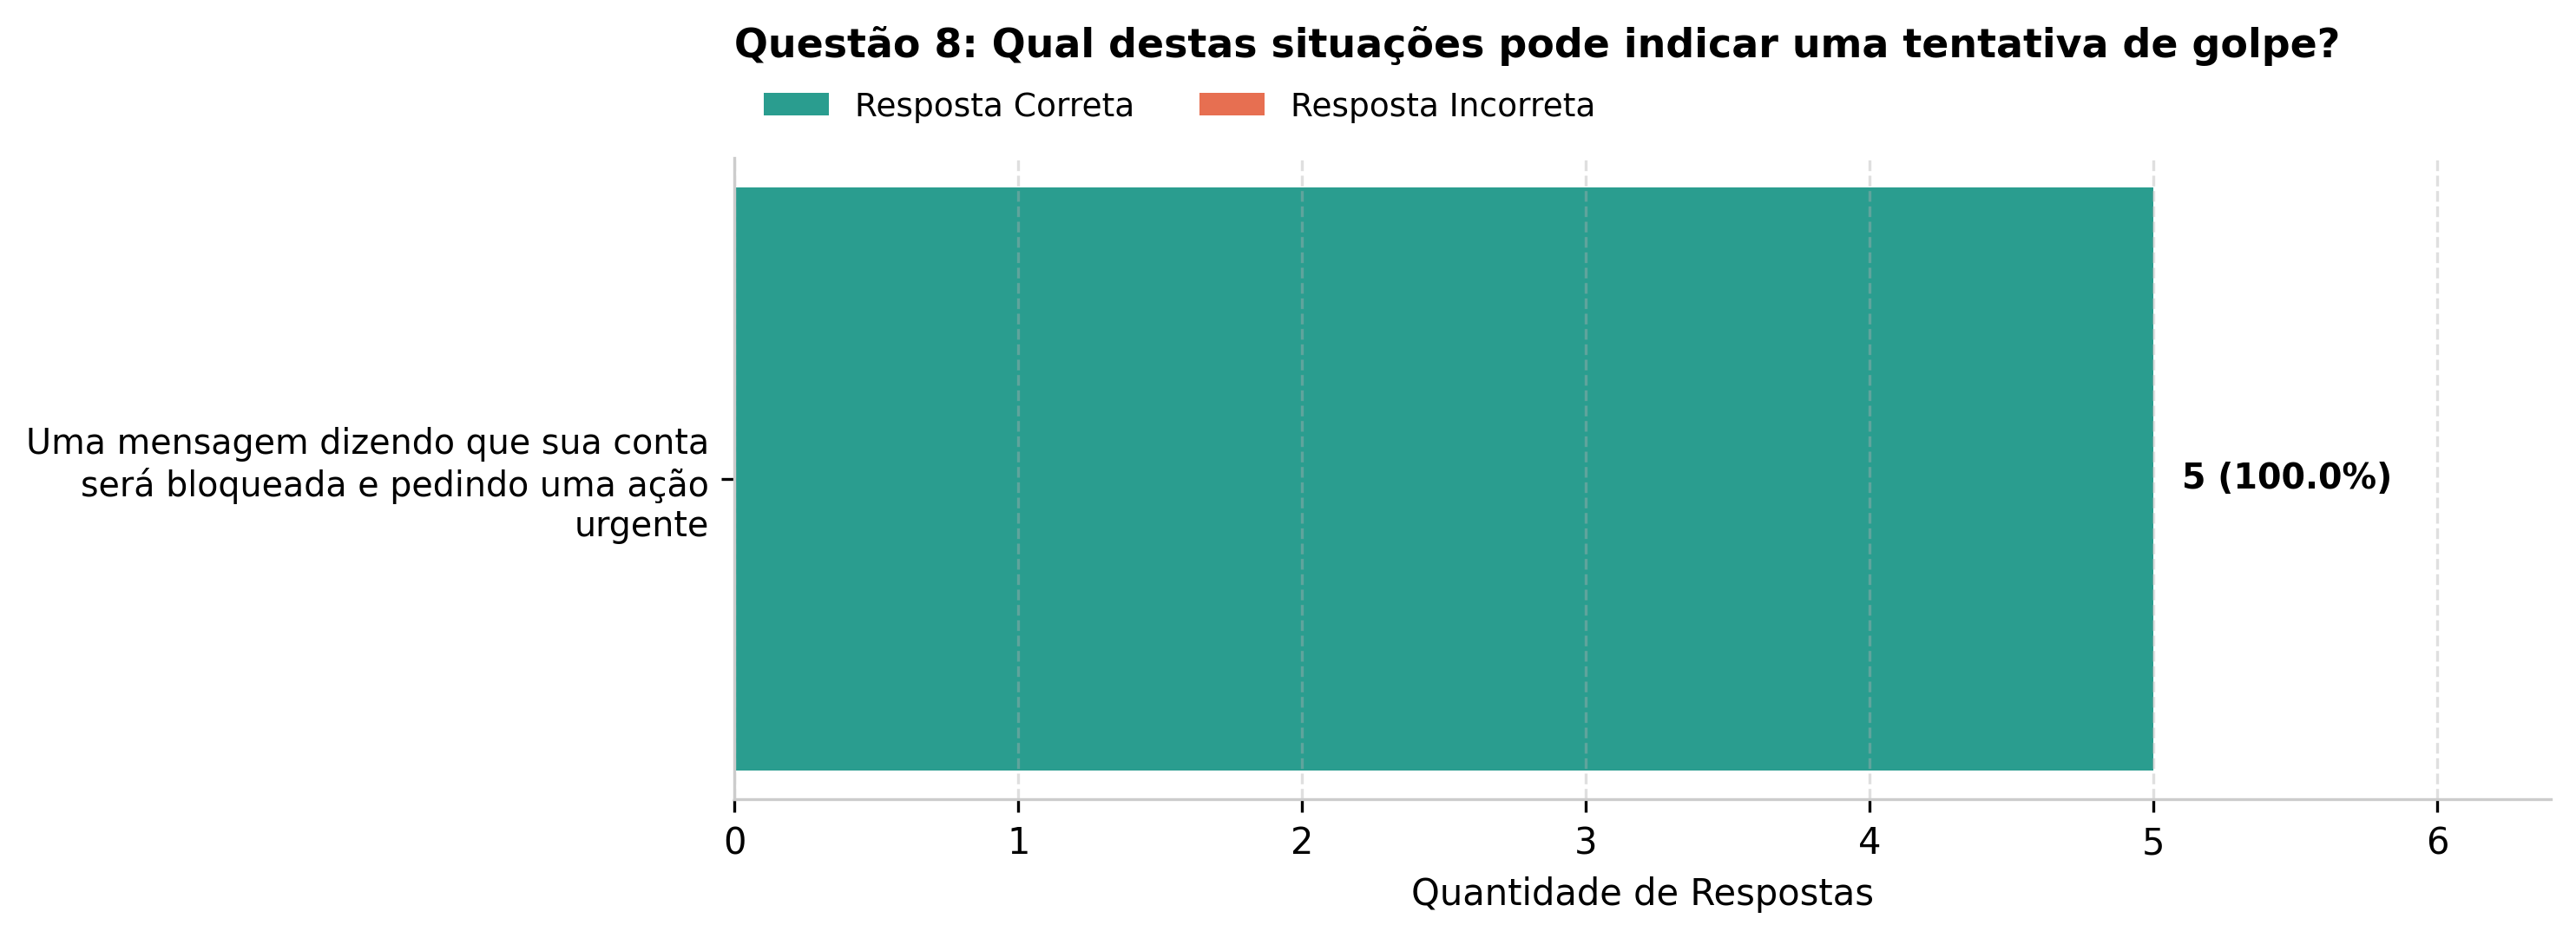 Questão 8: Qual destas situações pode indicar uma tentativa de golpe?
Resposta Correta
Resposta Incorreta
Uma mensagem dizendo que sua conta
será bloqueada e pedindo uma ação
urgente
5 (100.0%)
0
1
2
3
4
5
6
Quantidade de Respostas